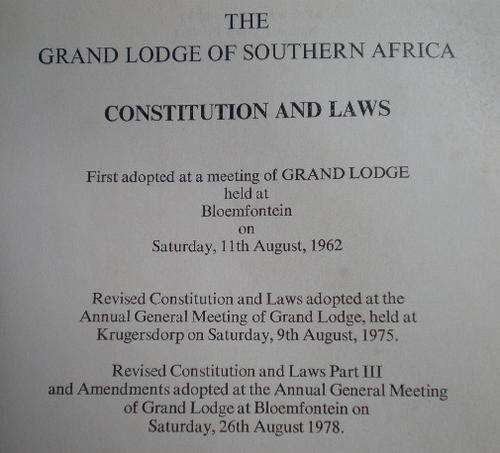 THE
GRAND LODGE OF SOUTHERN AFRICA
CONSTITUTION AND LAWS
First adopted at a meeting of GRAND LODGE
held at
Bloemfontein
on
Saturday, 11th August, 1962
Revised Constitution and Laws adopted at the
Annual General Meeting of Grand Lodge, held at
Krugersdorp on Saturday, 9th August, 1975.
Revised Constitution and Laws Part III
and Amendments adopted at the Annual General Meeting
of Grand Lodge at Bloemfontein on
Saturday, 26th August 1978.